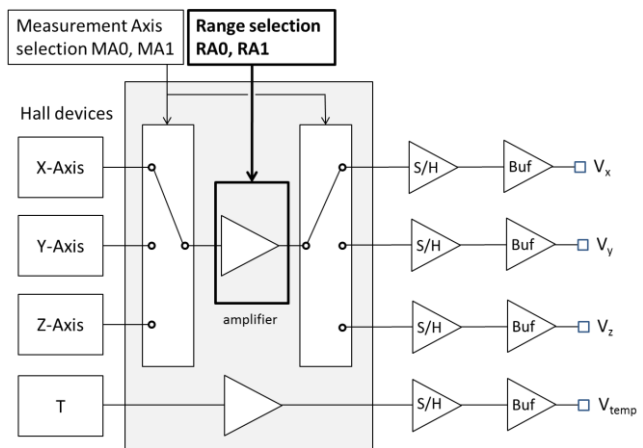 Measurement Axis
selection MA0, MA1
Range selection
RA0, RA1
Hall devices
X-Axis
S/H
Buf
Vx
Y-Axis
S/H
Buf
Vy
amplifier
Z-Axis
S/H
Buf
Vz
T
S/H
Buf
Vtemp